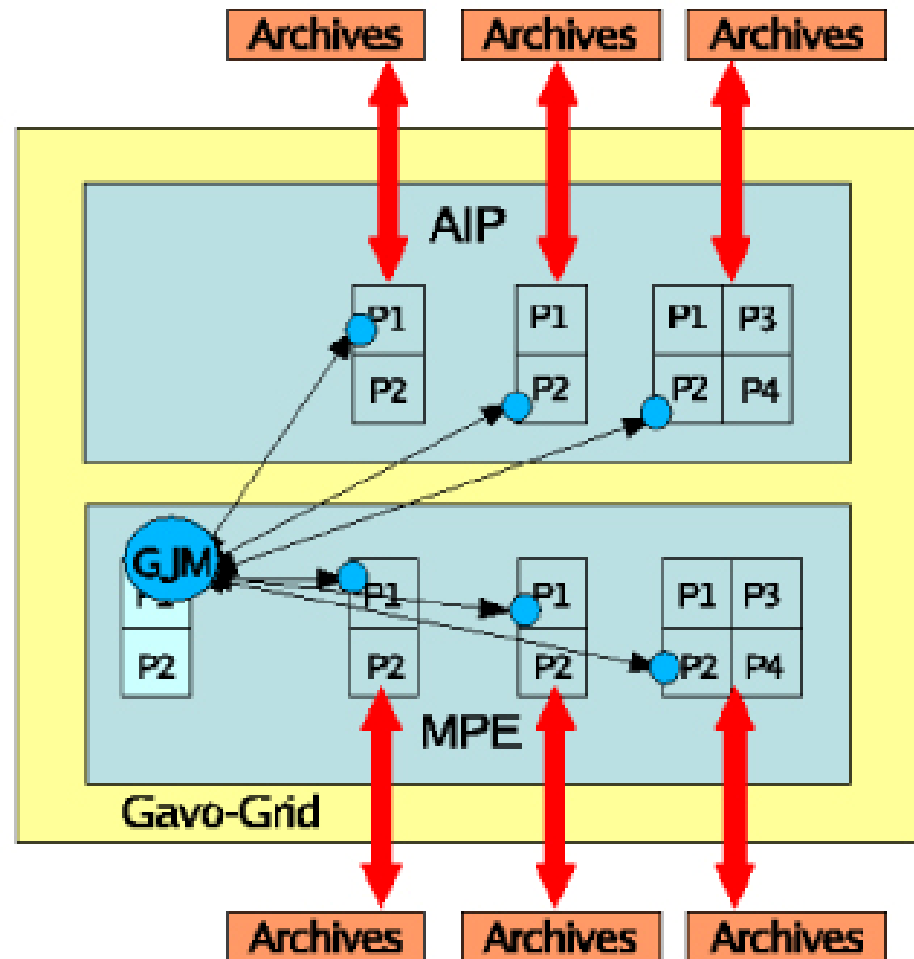 Archives Archives Archives
AIP
P1 P1 P1 P3
P2 P2 P2 P4
GJM
P1 P1 P1 P3
P2 P2 P2 P2 P4
MPE
Gavo-Grid
Archives Archives Archives